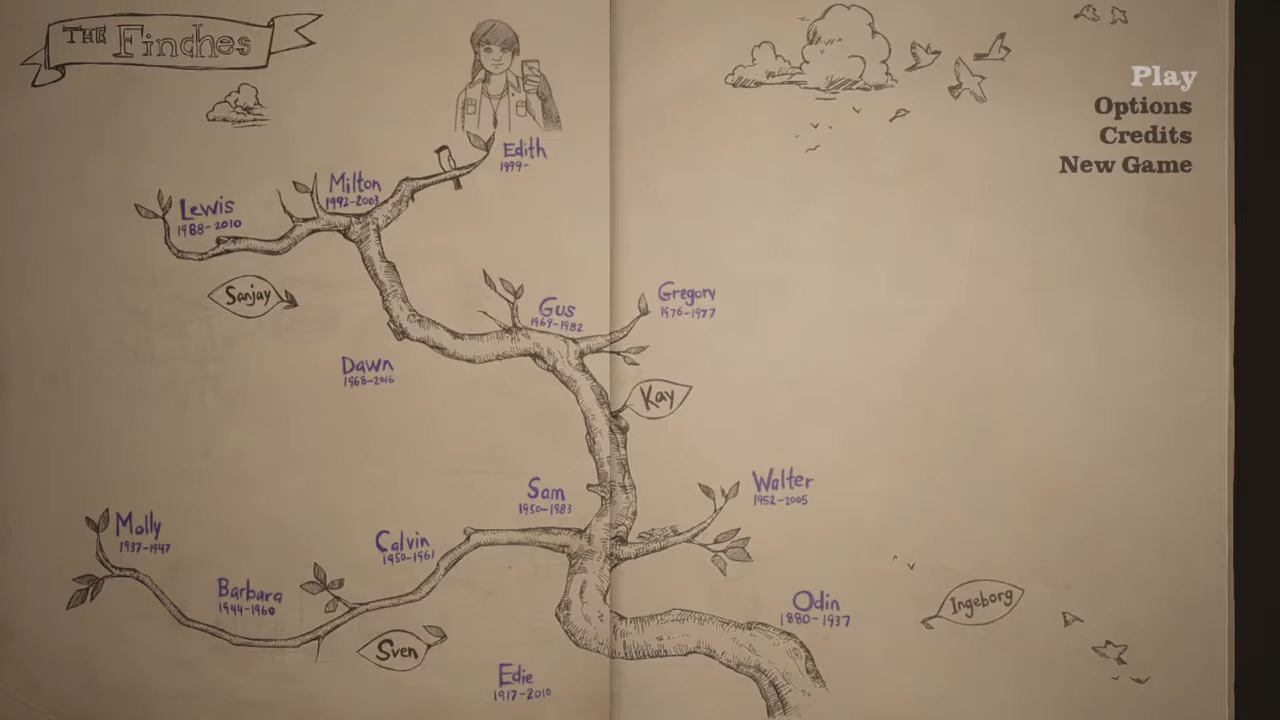 THE Finches
Play
Options
Credits
New Game
Edith
1999-
Milton
1992-2003
Lewis
1988-2010
Sanjay
Gus
1969-1982
Gregory
1976-1977
Dawn
1968-2016
Kay
Sam
1950-1983
Walter
1952-2005
Molly
1937-1947
Calvin
1950-1961
Barbara
1944-1960
Odin
1880-1937
Ingeborg
Sven
Edie
1917-2010